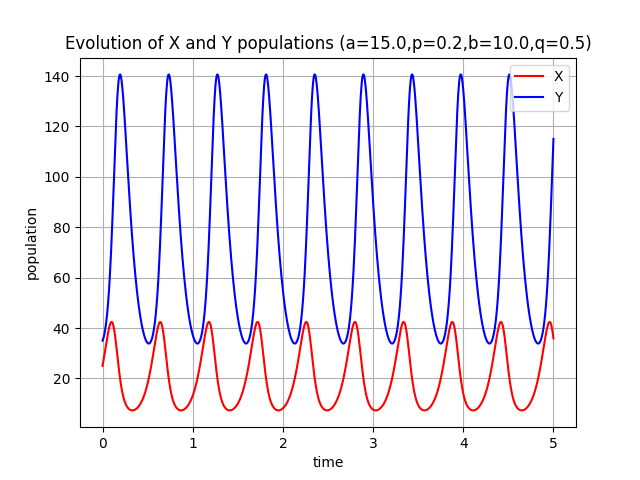 Evolution of X and Y populations (a=15.0,p=0.2,b=10.0,q=0.5)
X
Y
140
120
100
80
60
40
20
population
0
1
2
3
4
5
time